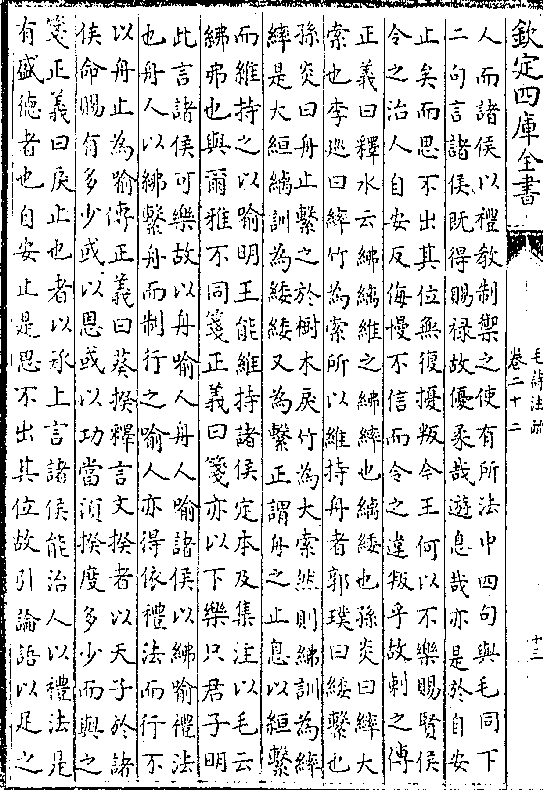 欽定四庫全書
毛詩注疏
卷二十二
十三
人而諸侯以禮教制禦之使有所法中四句與毛同下
二句言諸侯既得賜禄故優柔哉遊息哉亦是於自安
止矣而思不出其位無復擾叛今王何以不樂賜賢侯
令之治人自安反侮慢不信而令之違叛乎故刺之傳
正義曰釋水云紼縭維之紼繂也縭緌也孫炎曰繂大
索也李廵曰繂竹為索所以維持舟者郭璞曰緌繫也
孫炎曰舟止繫之於樹木戾竹為大索然則紼訓為繂
繂是大絙縭訓為緌緌又為繫正謂舟之止息以絙繫
而維持之以喻明王能維持諸侯定本及集注以毛云
紼弗也與爾雅不同箋正義曰箋亦以下樂只君子明
此言諸侯可樂故以舟喻人舟人喻諸侯以紼喻禮法
也舟人以紼繫舟而制行之喻人亦得依禮法而行不
以舟止為喻傳正義曰葵揆釋言文揆者以天子於諸
侯命賜有多少或以恩或以功當湏揆度多少而與之
箋正義曰戾止也者以承上言諸侯能治人以禮法是
有盛德者也自安止是思不出其位故引論語以足之